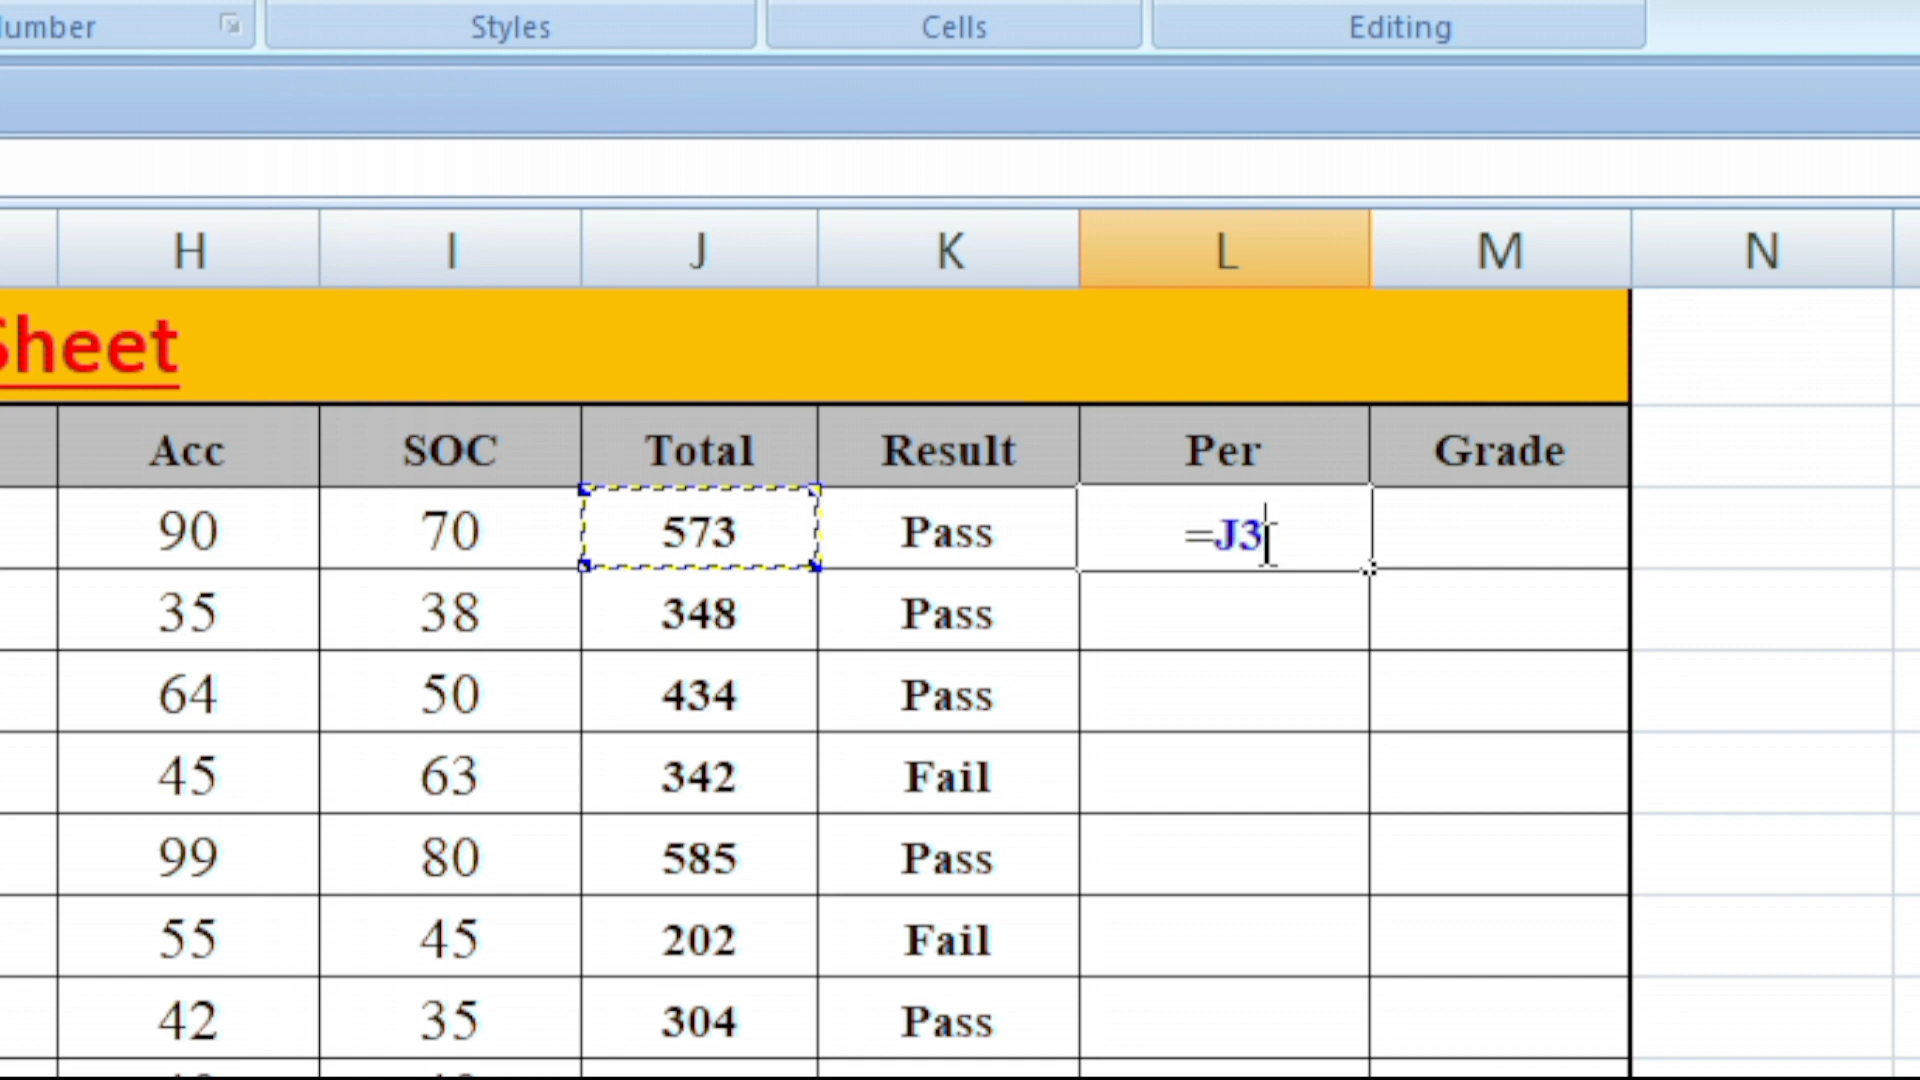 Styles Cells Editing
H I J K L M N
Sheet
Acc SOC Total Result Per Grade
90 70 573 Pass =J3
35 38 348 Pass
64 50 434 Pass
45 63 342 Fail
99 80 585 Pass
55 45 202 Fail
42 35 304 Pass